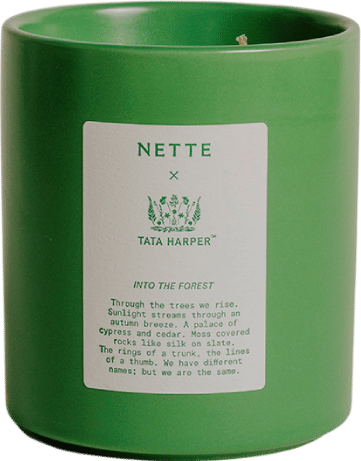 NETTE
×
TATA HARPER™
INTO THE FOREST
Through the trees we rise.
Sunlight streams through an
autumn breeze. A palace of
cypress and cedar. Moss covered
rocks like silk on slate.
The rings of a trunk, the lines
of a thumb. We have different
names; but we are the same.